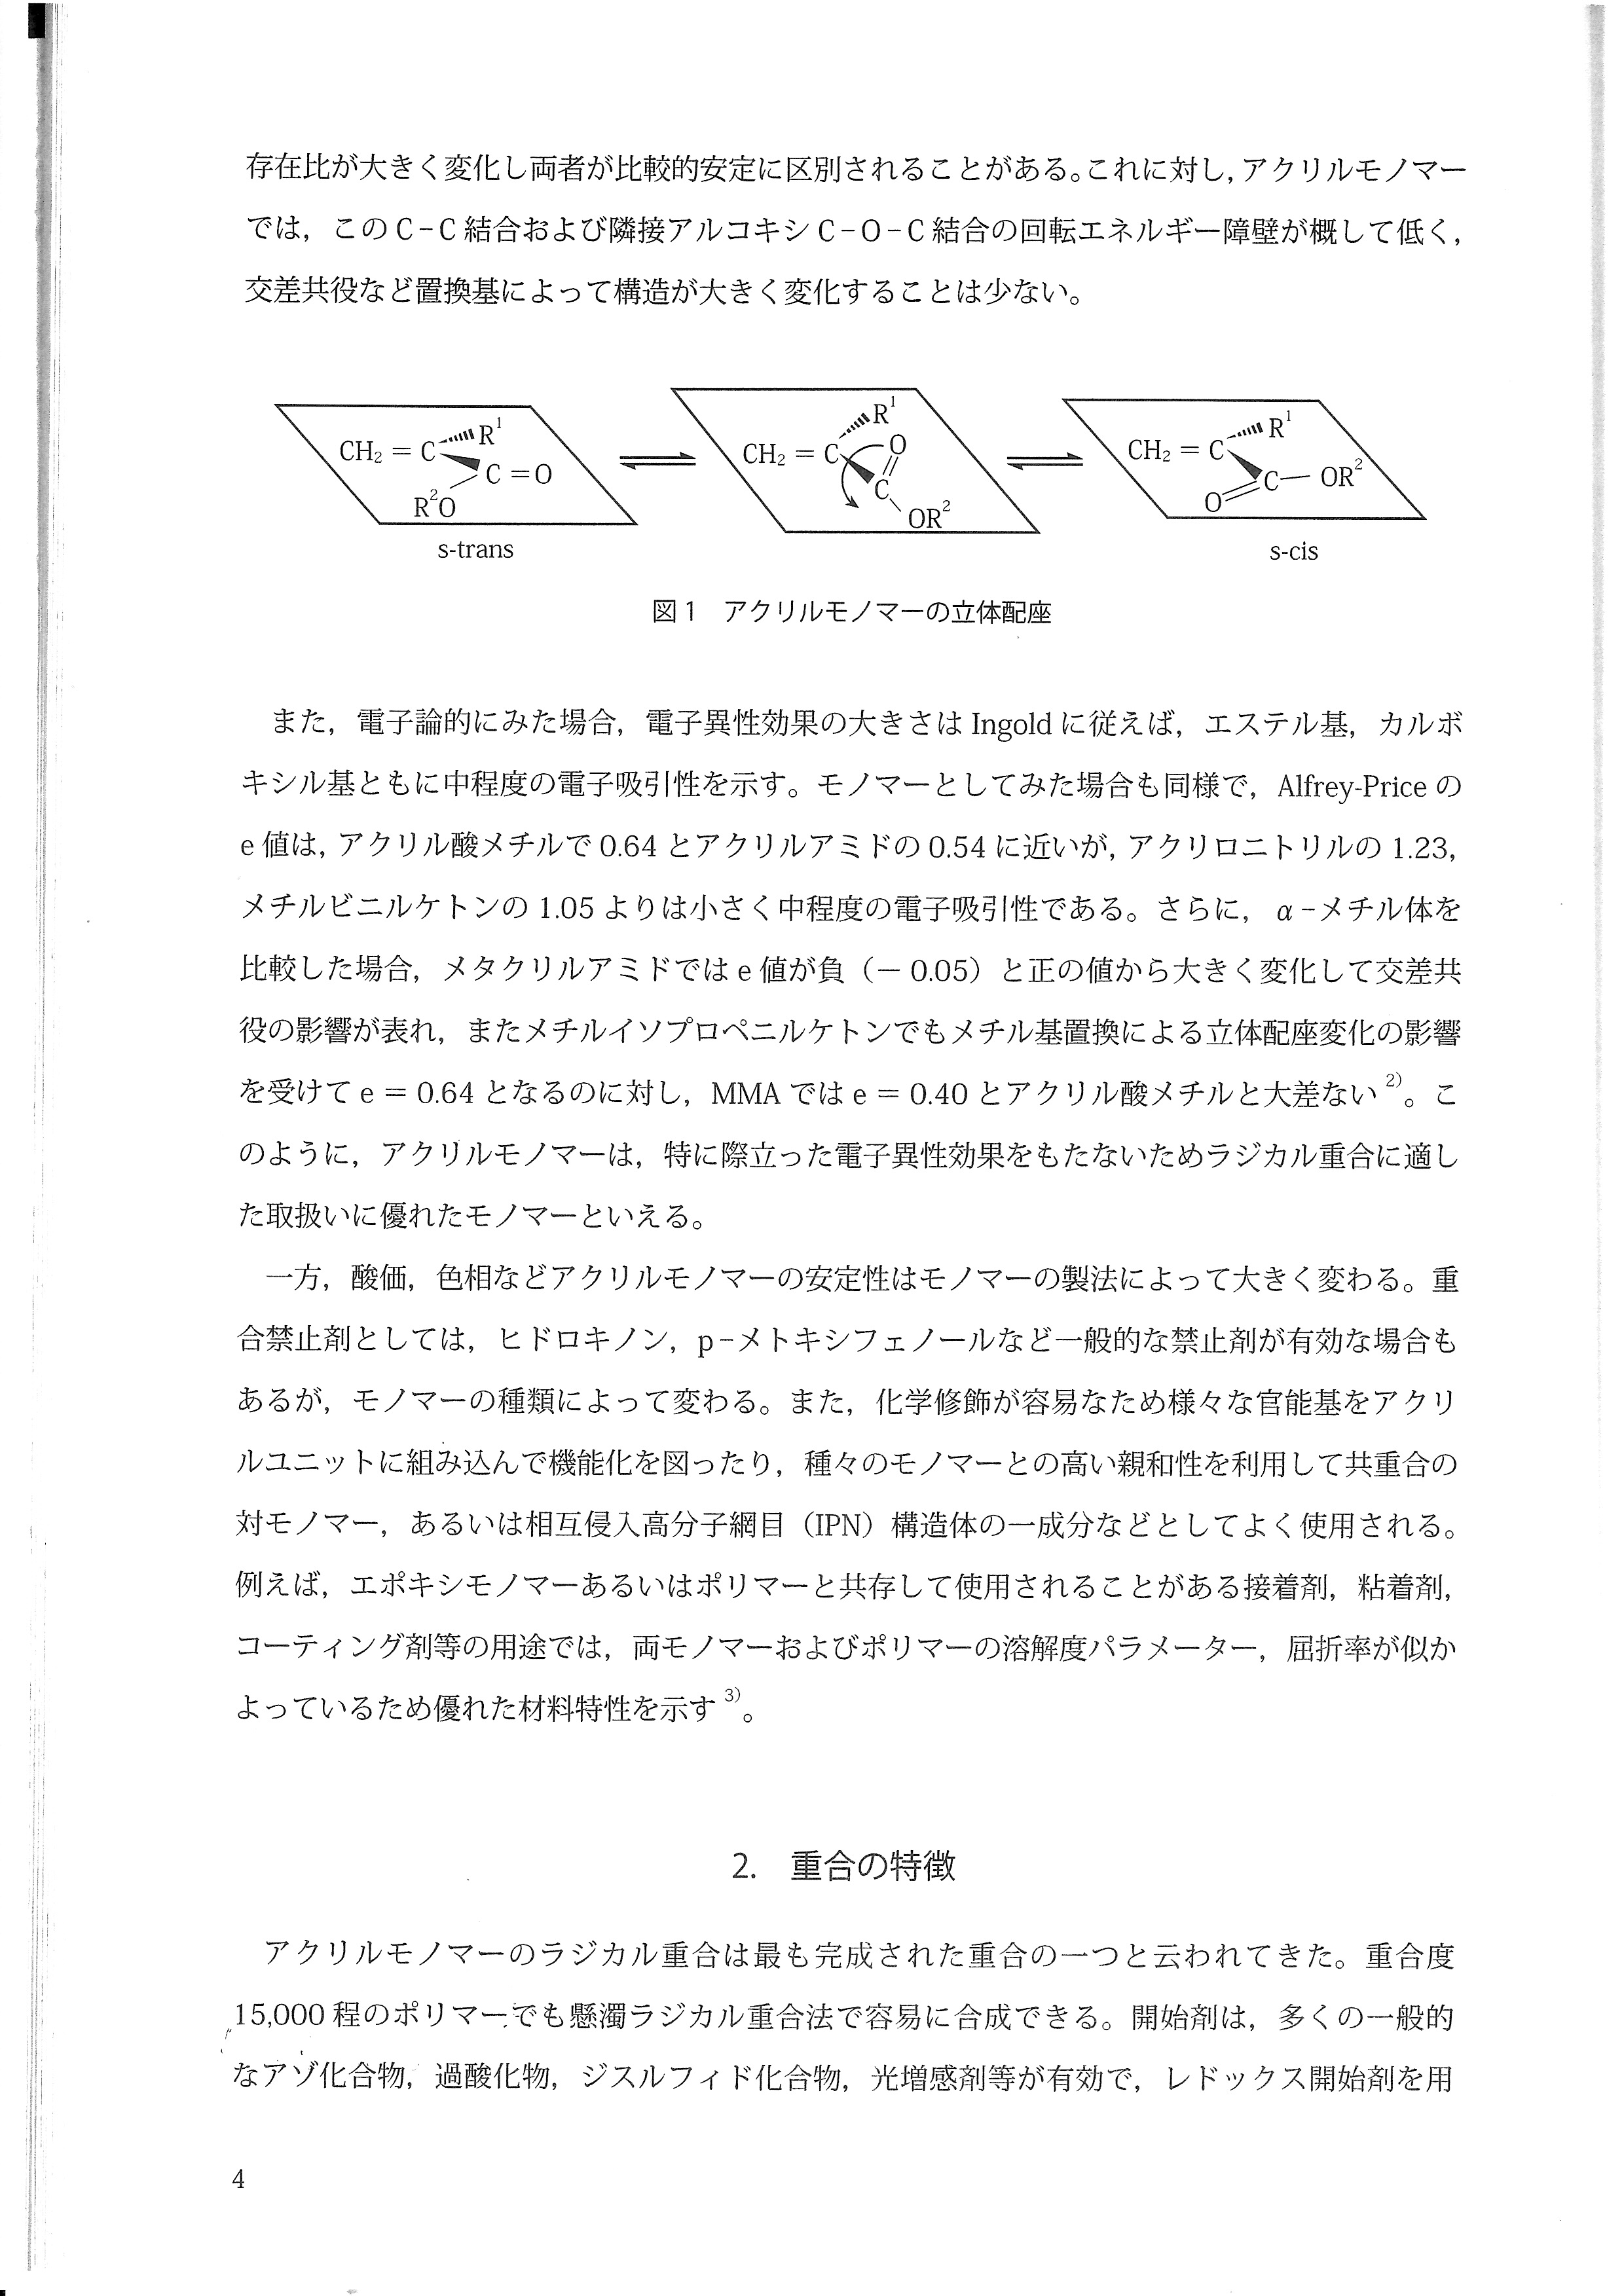 存在比が大きく変化し両者が比較的安定に区別されることがある。これに対し，アクリルモノマー
では，このC−C結合および隣接アルコキシC−O−C結合の回転エネルギー障壁が概して低く，
交差共役など置換基によって構造が大きく変化することは少ない。
CH₂ = C R¹ C = O R²O
CH₂ = C R¹ O C OR²
CH₂ = C R¹ O C — OR²
s-trans
s-cis
図1　アクリルモノマーの立体配座
また，電子論的にみた場合，電子異性効果の大きさは Ingold に従えば，エステル基，カルボ
キシル基ともに中程度の電子吸引性を示す。モノマーとしてみた場合も同様で，Alfrey-Price の
e 値は，アクリル酸メチルで 0.64 とアクリルアミドの 0.54 に近いが，アクリロニトリルの 1.23，
メチルビニルケトンの 1.05 よりは小さく中程度の電子吸引性である。さらに，α−メチル体を
比較した場合，メタクリルアミドでは e 値が負（− 0.05）と正の値から大きく変化して交差共
役の影響が表れ，またメチルイソプロペニルケトンでもメチル基置換による立体配座変化の影響
を受けて e = 0.64 となるのに対し，MMA では e = 0.40 とアクリル酸メチルと大差ない²⁾。こ
のように，アクリルモノマーは，特に際立った電子異性効果をもたないためラジカル重合に適し
た取扱いに優れたモノマーといえる。
一方，酸価，色相などアクリルモノマーの安定性はモノマーの製法によって大きく変わる。重
合禁止剤としては，ヒドロキノン，p−メトキシフェノールなど一般的な禁止剤が有効な場合も
あるが，モノマーの種類によって変わる。また，化学修飾が容易なため様々な官能基をアクリ
ルユニットに組み込んで機能化を図ったり，種々のモノマーとの高い親和性を利用して共重合の
対モノマー，あるいは相互侵入高分子網目（IPN）構造体の一成分などとしてよく使用される。
例えば，エポキシモノマーあるいはポリマーと共存して使用されることがある接着剤，粘着剤，
コーティング剤等の用途では，両モノマーおよびポリマーの溶解度パラメーター，屈折率が似か
よっているため優れた材料特性を示す³⁾。
2.　重合の特徴
アクリルモノマーのラジカル重合は最も完成された重合の一つと云われてきた。重合度
15,000 程のポリマーでも懸濁ラジカル重合法で容易に合成できる。開始剤は，多くの一般的
なアゾ化合物，過酸化物，ジスルフィド化合物，光増感剤等が有効で，レドックス開始剤を用
4